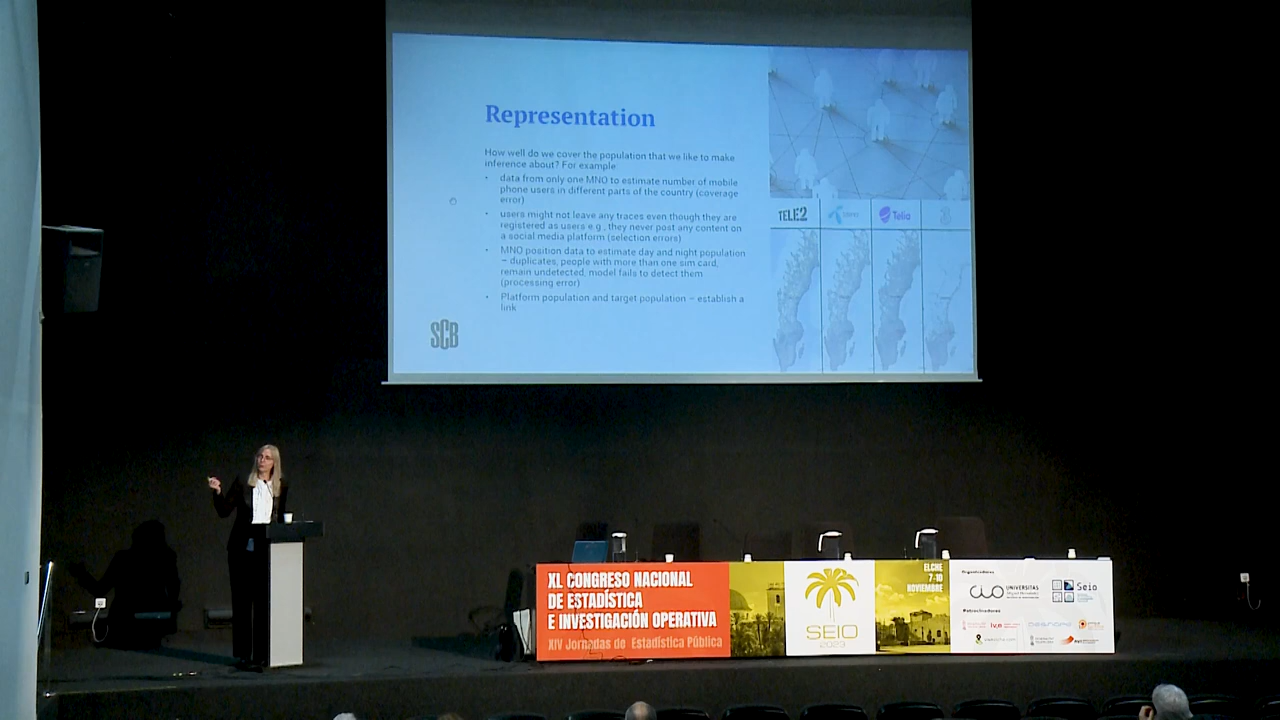 Representation
How well do we cover the population that we like to make
inference about? For example:
• data from only one MNO to estimate number of mobile
phone users in different parts of the country (coverage
error)
• users might not leave any traces even though they are
registered as users e.g., they never post any content on
a social media platform (selection errors)
• MNO position data to estimate day and night population
– duplicates, people with more than one sim card,
remain undetected, model fails to detect them
(processing error)
• Platform population and target population – establish a
link
SCB
TELE2
Telia
3
XL CONGRESO NACIONAL
DE ESTADÍSTICA
E INVESTIGACIÓN OPERATIVA
XIV Jornadas de Estadística Pública
SEIO
2023
ELCHE
7-10
NOVIEMBRE
Organizadores
UNIVERSITAS
Miguel Hernández
Seio
Patrocinadores